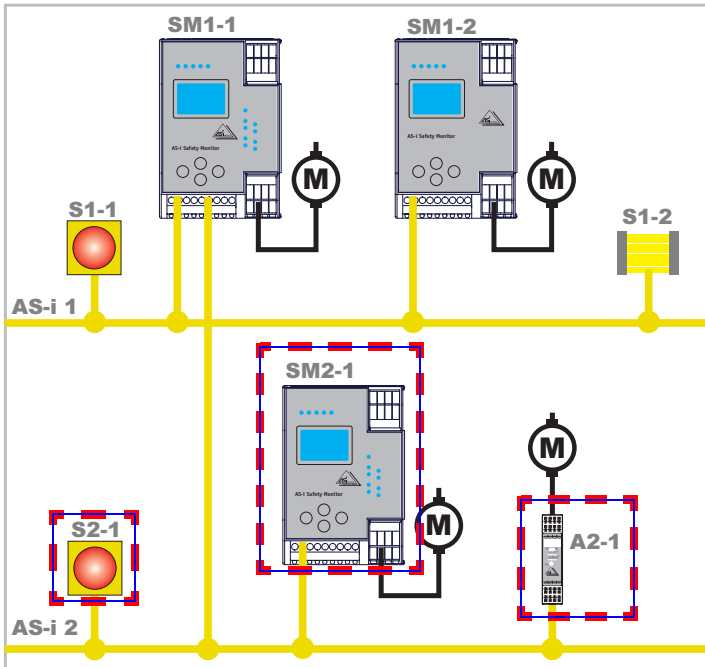 SM1-1
SM1-2
AS-i Safety Monitor
AS-i Safety Monitor
M
M
S1-1
S1-2
AS-i 1
SM2-1
AS-i Safety Monitor
M
M
S2-1
A2-1
AS-i 2